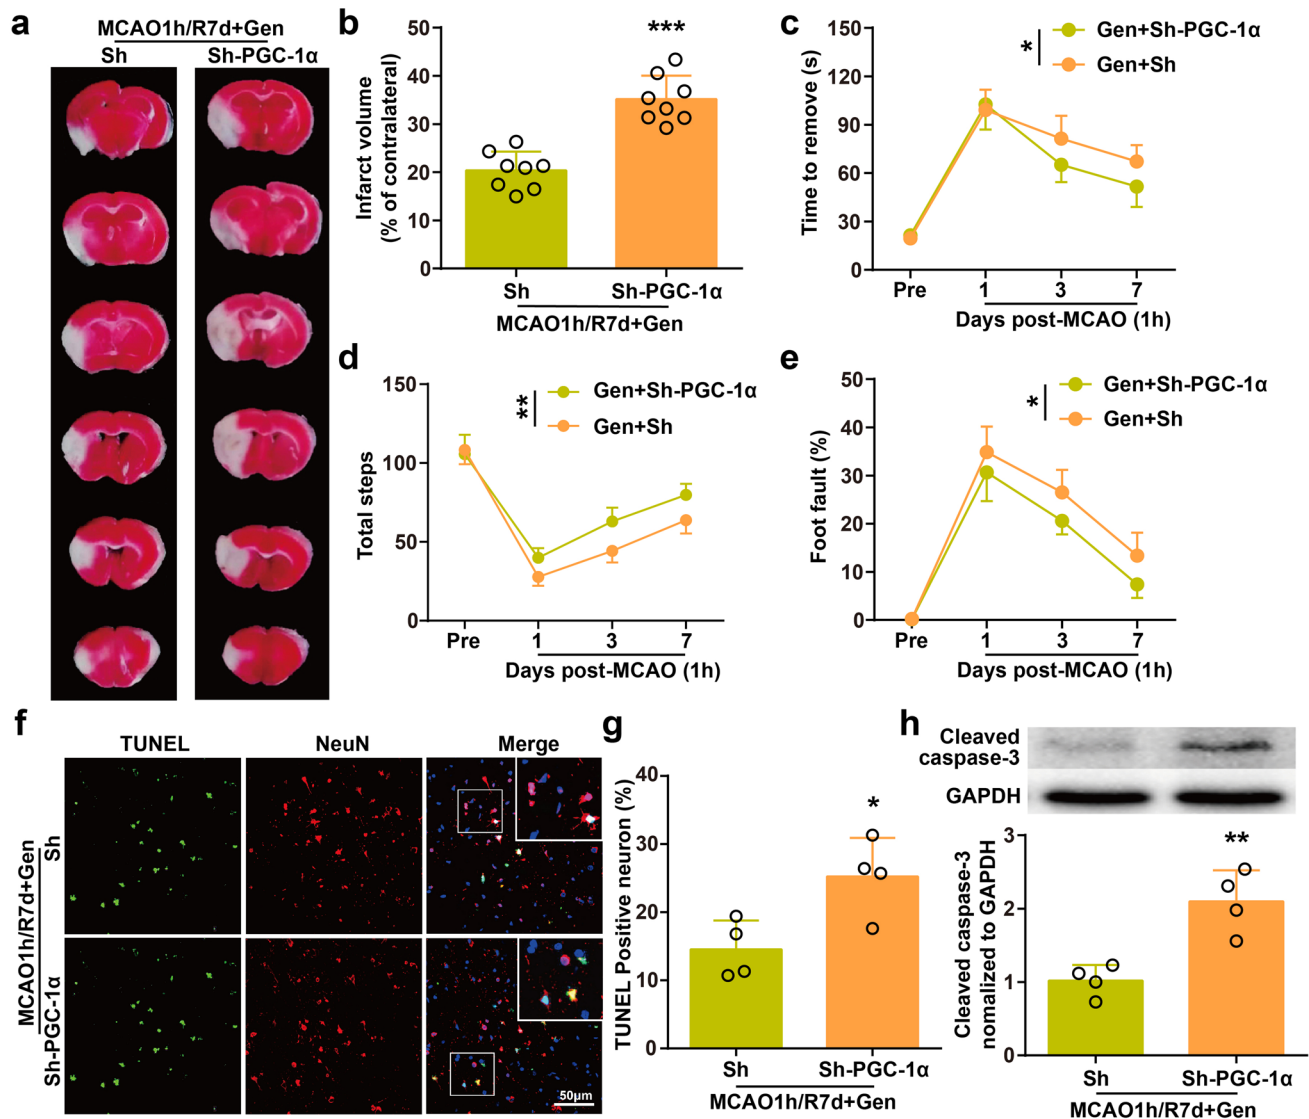 a
MCAO1h/R7d+Gen
Sh
Sh-PGC-1α
b
Infarct volume
(% of contralateral)
50
40
30
20
10
0
***
Sh
Sh-PGC-1α
MCAO1h/R7d+Gen
c
Time to remove (s)
150
120
90
60
30
0
*
Gen+Sh-PGC-1α
Gen+Sh
Pre
1
3
7
Days post-MCAO (1h)
d
Total steps
150
100
50
0
**
Gen+Sh-PGC-1α
Gen+Sh
Pre
1
3
7
Days post-MCAO (1h)
e
Foot fault (%)
50
40
30
20
10
0
*
Gen+Sh-PGC-1α
Gen+Sh
Pre
1
3
7
Days post-MCAO (1h)
f
TUNEL
NeuN
Merge
MCAO1h/R7d+Gen
Sh
Sh-PGC-1α
50μm
g
TUNEL Positive neuron (%)
40
30
20
10
0
*
Sh
Sh-PGC-1α
MCAO1h/R7d+Gen
h
Cleaved
caspase-3
GAPDH
Cleaved caspase-3
normalized to GAPDH
3
2
1
0
**
Sh
Sh-PGC-1α
MCAO1h/R7d+Gen